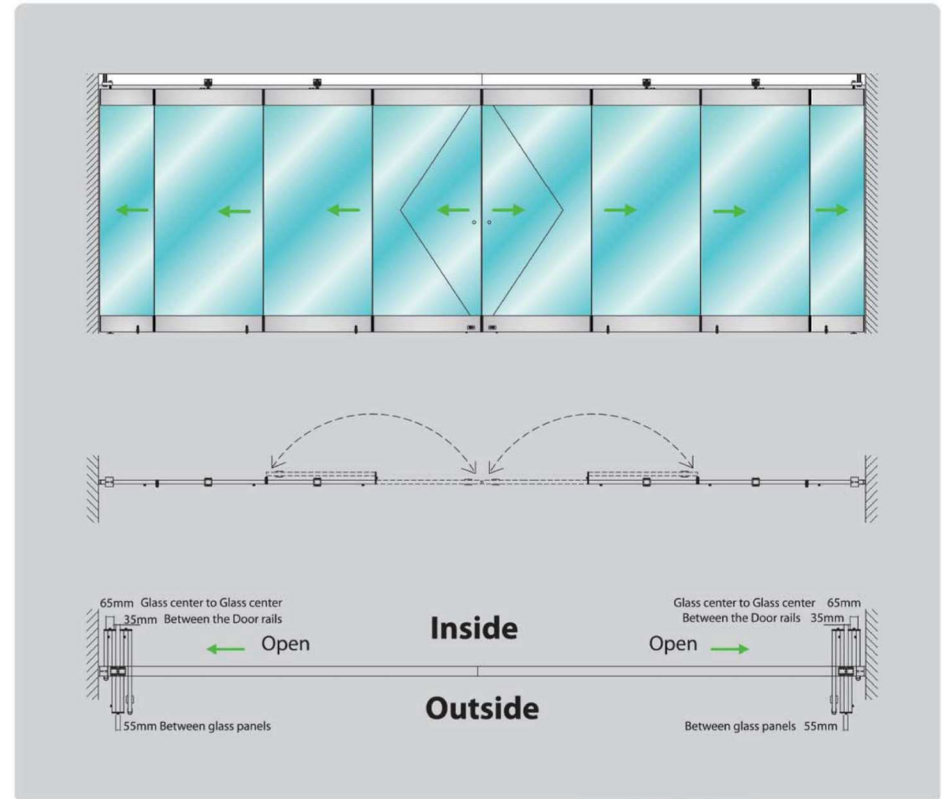 65mm Glass center to Glass center
35mm Between the Door rails
Open
Inside
Outside
55mm Between glass panels
Glass center to Glass center 65mm
Between the Door rails 35mm
Open
Between glass panels 55mm